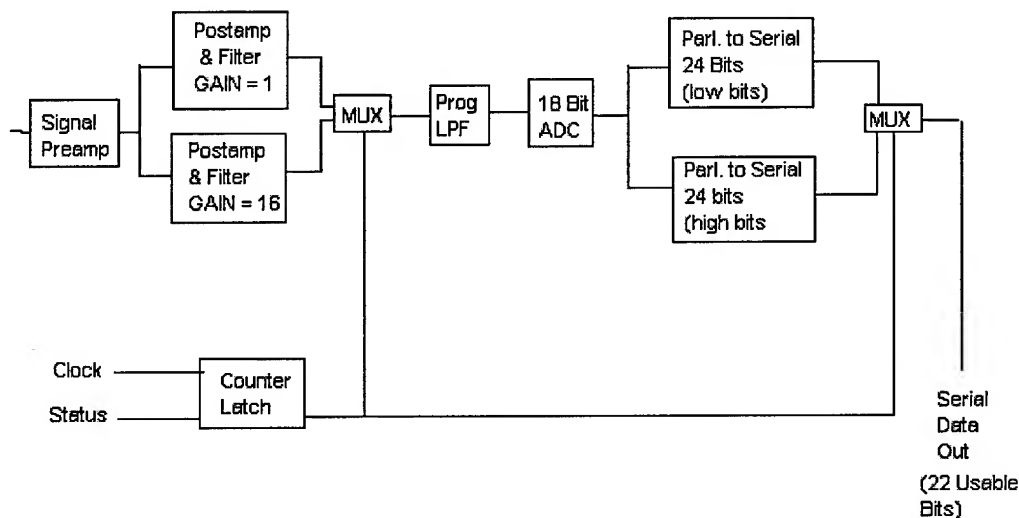 Postamp
& Filter
GAIN = 1
Signal
Preamp
Postamp
& Filter
GAIN = 16
MUX
Prog
LPF
18 Bit
ADC
Parl. to Serial
24 Bits
(low bits)
Parl. to Serial
24 bits
(high bits
MUX
Clock
Status
Counter
Latch
Serial
Data
Out
(22 Usable
Bits)